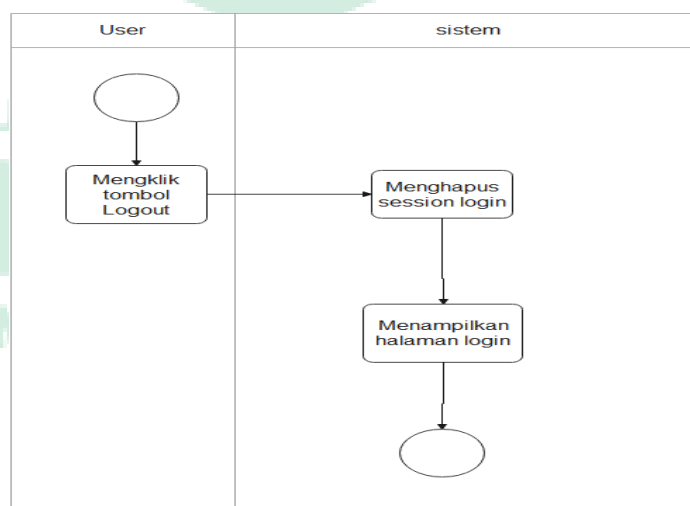 User
sistem
Mengklik
tombol
Logout
Menghapus
session login
Menampilkan
halaman login